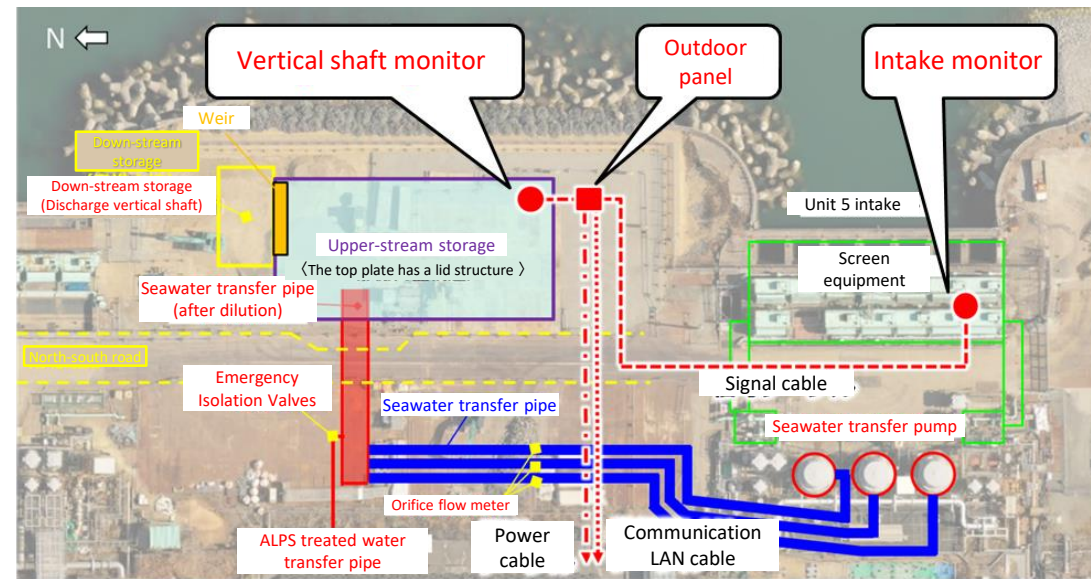 N
Vertical shaft monitor
Outdoor
panel
Intake monitor
Weir
Down-stream
storage
Down-stream storage
(Discharge vertical shaft)
Unit 5 intake
Upper-stream storage
〈The top plate has a lid structure 〉
Screen
equipment
Seawater transfer pipe
(after dilution)
North-south road
Emergency
Isolation Valves
Seawater transfer pipe
Signal cable
Seawater transfer pump
Orifice flow meter
ALPS treated water
transfer pipe
Power
cable
Communication
LAN cable